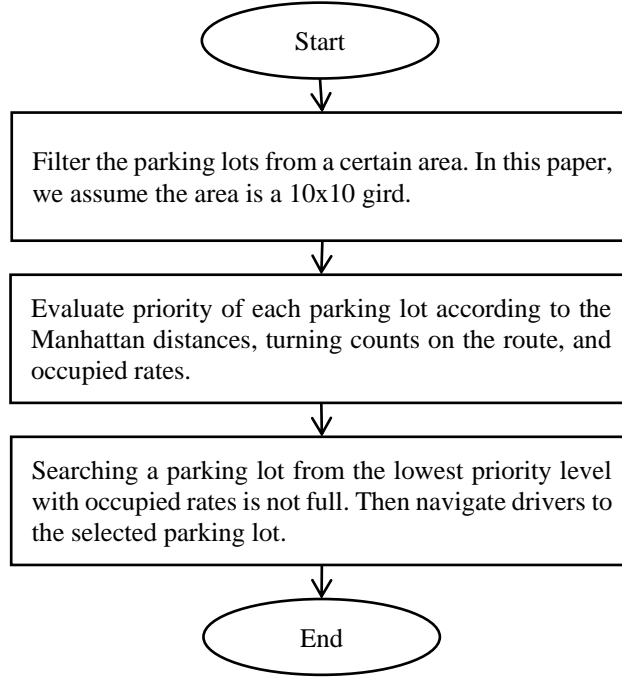 Start
Filter the parking lots from a certain area. In this paper,
we assume the area is a 10x10 gird.
Evaluate priority of each parking lot according to the
Manhattan distances, turning counts on the route, and
occupied rates.
Searching a parking lot from the lowest priority level
with occupied rates is not full. Then navigate drivers to
the selected parking lot.
End